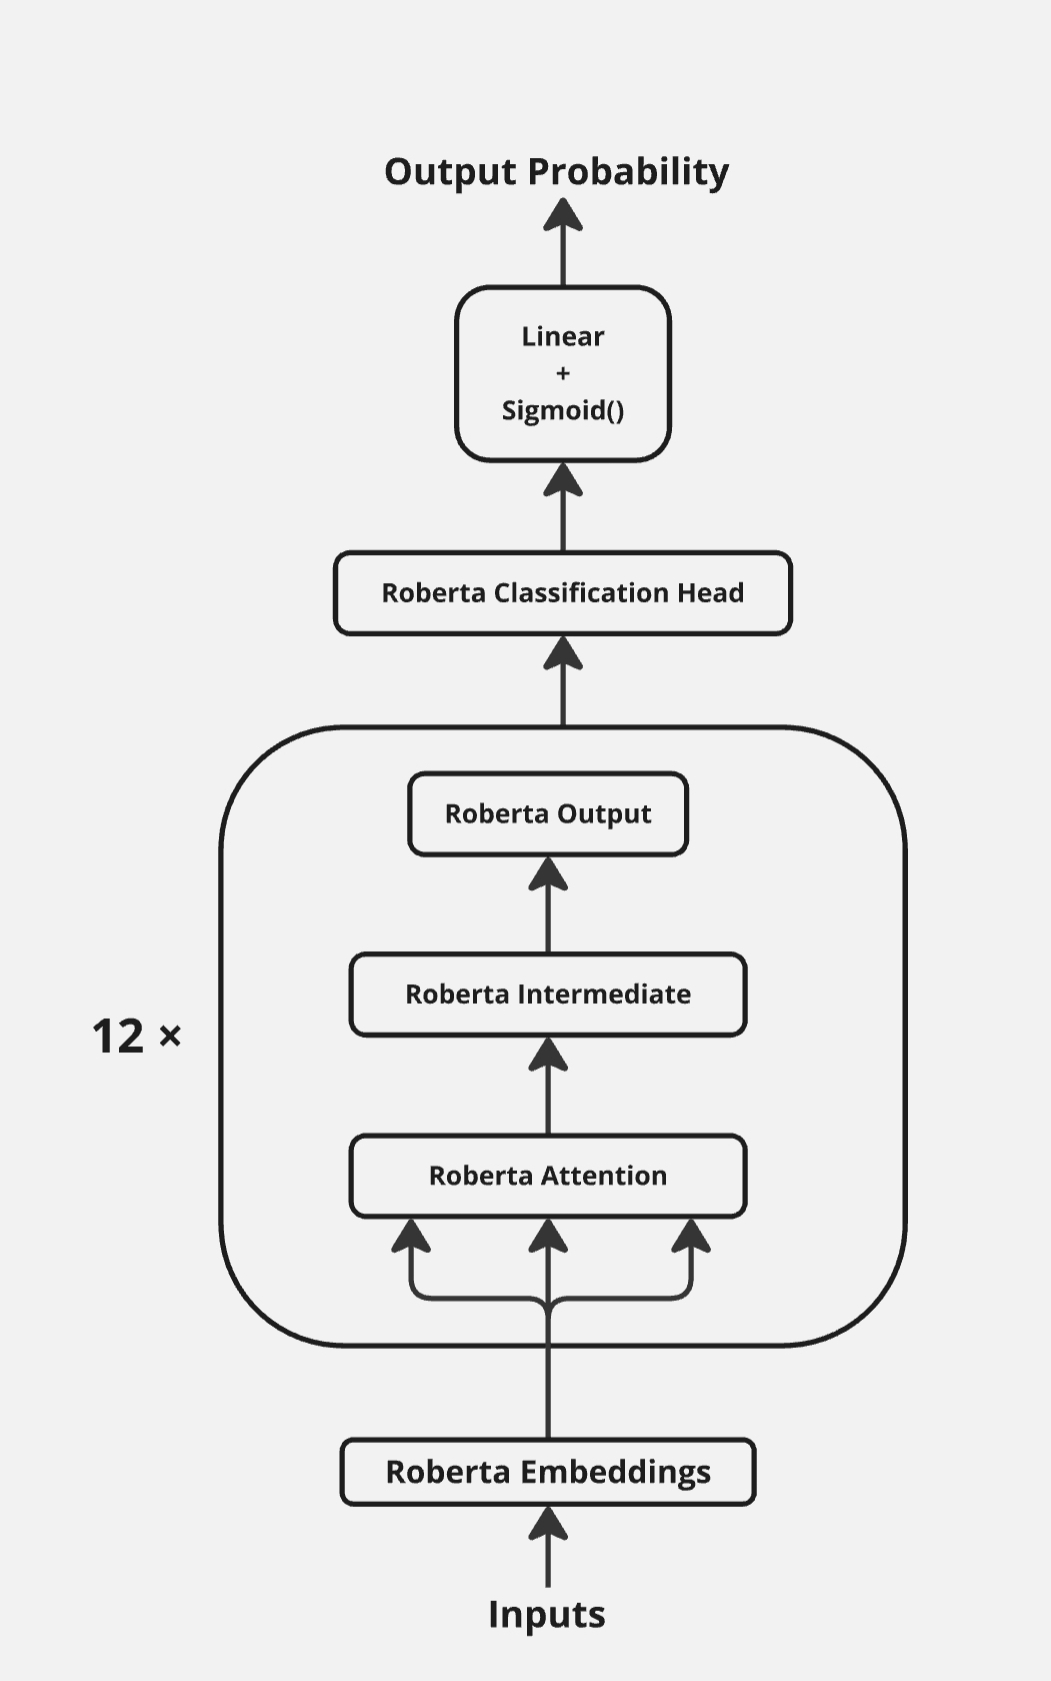 Output Probability
Linear
+
Sigmoid()
Roberta Classification Head
Roberta Output
Roberta Intermediate
12 ×
Roberta Attention
Roberta Embeddings
Inputs